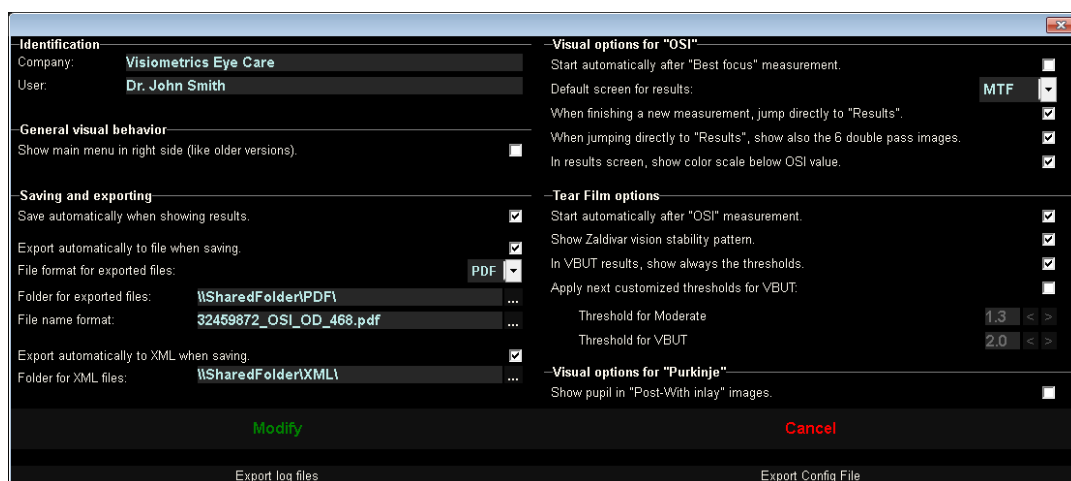 Identification
Company: Visiometrics Eye Care
User: Dr. John Smith
General visual behavior
Show main menu in right side (like older versions).
Saving and exporting
Save automatically when showing results.
Export automatically to file when saving.
File format for exported files: PDF
Folder for exported files: \\SharedFolder\PDF\ ...
File name format: 32459872_OSI_OD_468.pdf ...
Export automatically to XML when saving.
Folder for XML files: \\SharedFolder\XML\ ...
Visual options for "OSI"
Start automatically after "Best focus" measurement.
Default screen for results: MTF
When finishing a new measurement, jump directly to "Results".
When jumping directly to "Results", show also the 6 double pass images.
In results screen, show color scale below OSI value.
Tear Film options
Start automatically after "OSI" measurement.
Show Zaldivar vision stability pattern.
In VBUT results, show always the thresholds.
Apply next customized thresholds for VBUT:
Threshold for Moderate 1.3 < >
Threshold for VBUT 2.0 < >
Visual options for "Purkinje"
Show pupil in "Post-With inlay" images.
Modify
Cancel
Export log files
Export Config File